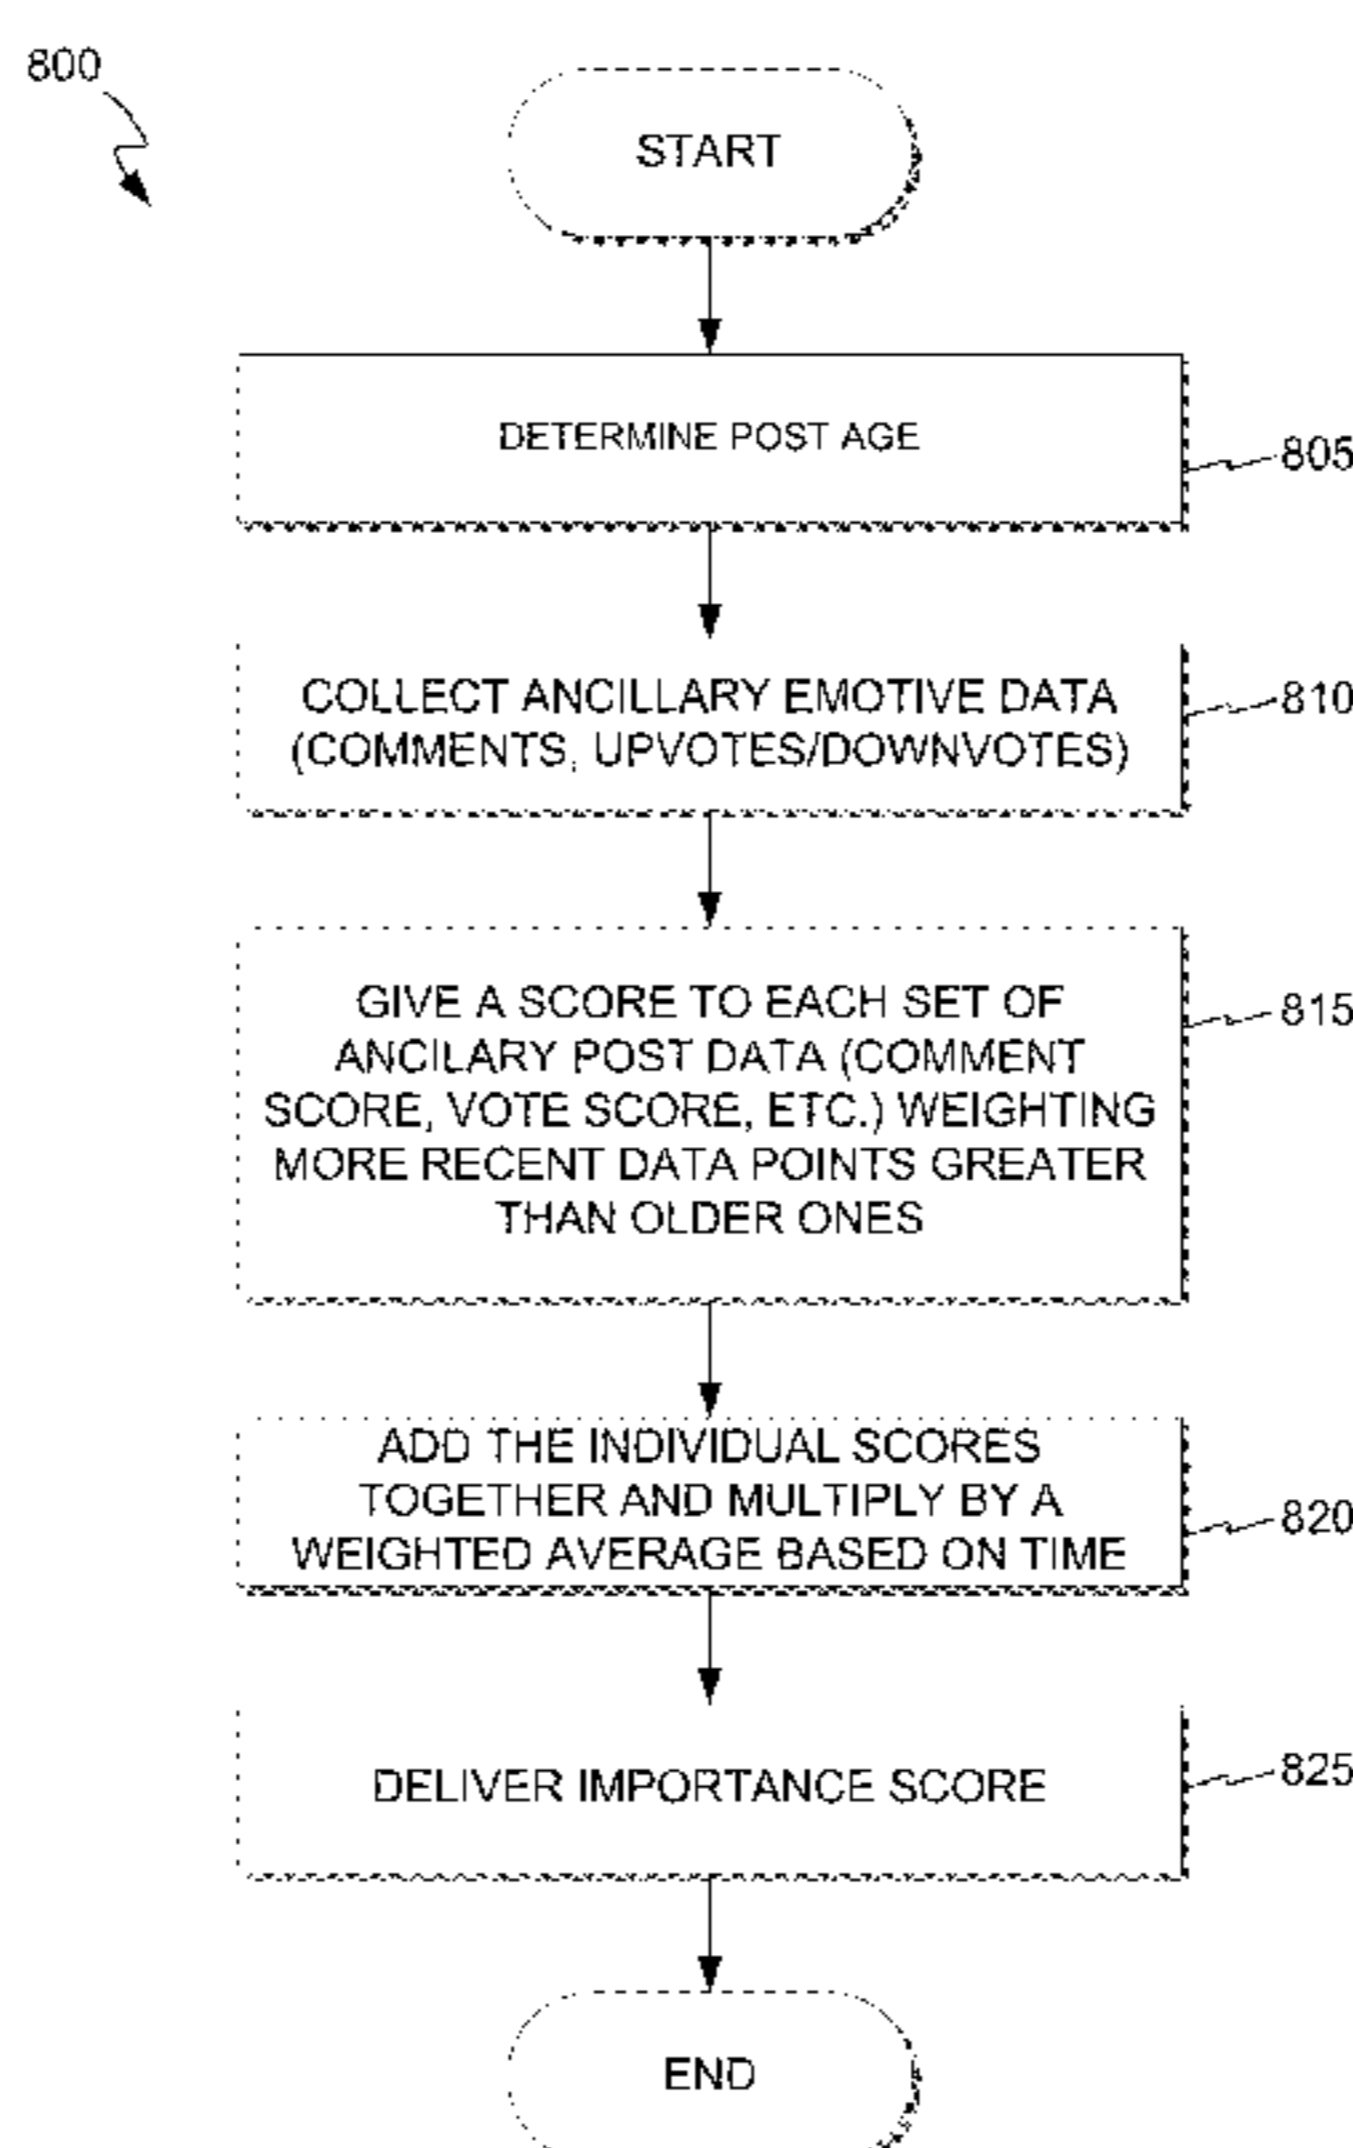 800
START
DETERMINE POST AGE
805
COLLECT ANCILLARY EMOTIVE DATA
(COMMENTS, UPVOTES/DOWNVOTES)
810
GIVE A SCORE TO EACH SET OF
ANCILARY POST DATA (COMMENT
SCORE, VOTE SCORE, ETC.) WEIGHTING
MORE RECENT DATA POINTS GREATER
THAN OLDER ONES
815
ADD THE INDIVIDUAL SCORES
TOGETHER AND MULTIPLY BY A
WEIGHTED AVERAGE BASED ON TIME
820
DELIVER IMPORTANCE SCORE
825
END